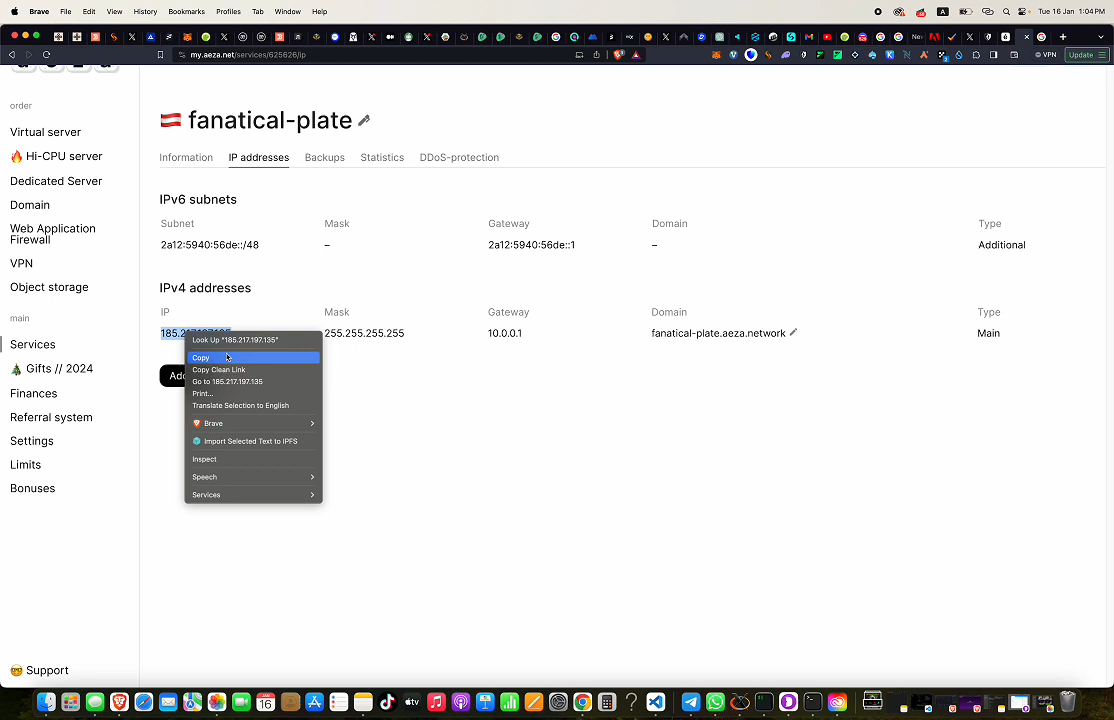 Brave File Edit View History Bookmarks Profiles Tab Window Help
Tue 16 Jan 1:04 PM
my.aeza.net/services/625626/ip
VPN
Update
order
Virtual server
Hi-CPU server
Dedicated Server
Domain
Web Application
Firewall
VPN
Object storage
main
Services
Gifts // 2024
Finances
Referral system
Settings
Limits
Bonuses
Support
fanatical-plate
Information IP addresses Backups Statistics DDoS-protection
IPv6 subnets
Subnet Mask Gateway Domain Type
2a12:5940:56de::/48 – 2a12:5940:56de::1 – Additional
IPv4 addresses
IP Mask Gateway Domain Type
185.217.197.135 255.255.255.255 10.0.0.1 fanatical-plate.aeza.network Main
Look Up "185.217.197.135"
Copy
Copy Clean Link
Go to 185.217.197.135
Print...
Translate Selection to English
Brave
Import Selected Text to IPFS
Inspect
Speech
Services